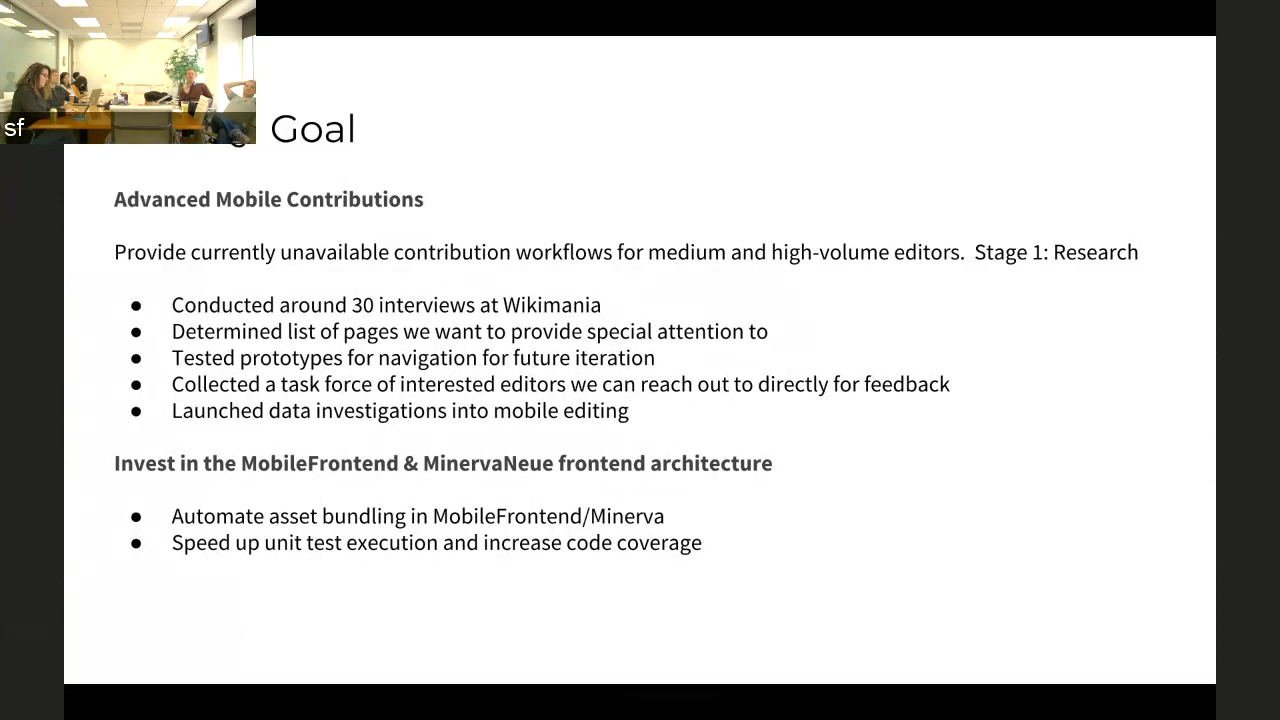 sf
Goal
Advanced Mobile Contributions
Provide currently unavailable contribution workflows for medium and high-volume editors. Stage 1: Research
● Conducted around 30 interviews at Wikimania
● Determined list of pages we want to provide special attention to
● Tested prototypes for navigation for future iteration
● Collected a task force of interested editors we can reach out to directly for feedback
● Launched data investigations into mobile editing
Invest in the MobileFrontend & MinervaNeue frontend architecture
● Automate asset bundling in MobileFrontend/Minerva
● Speed up unit test execution and increase code coverage